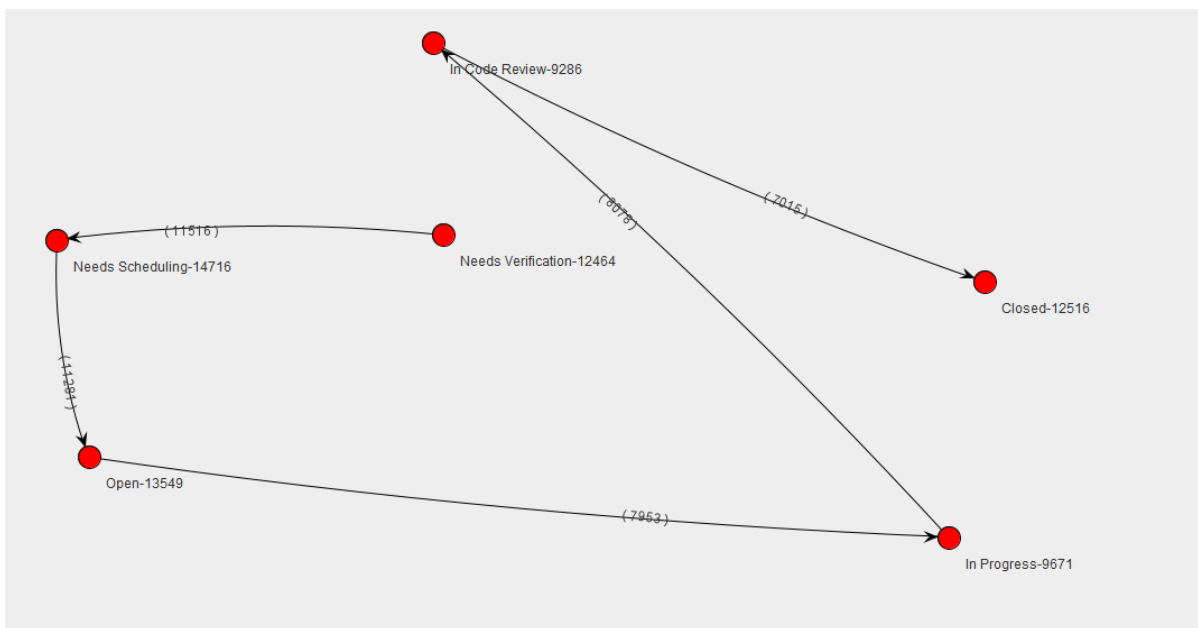 In Code Review-9286
(7015)
(8078)
(11516)
Needs Verification-12464
Needs Scheduling-14716
Closed-12516
(11281)
Open-13549
(7953)
In Progress-9671